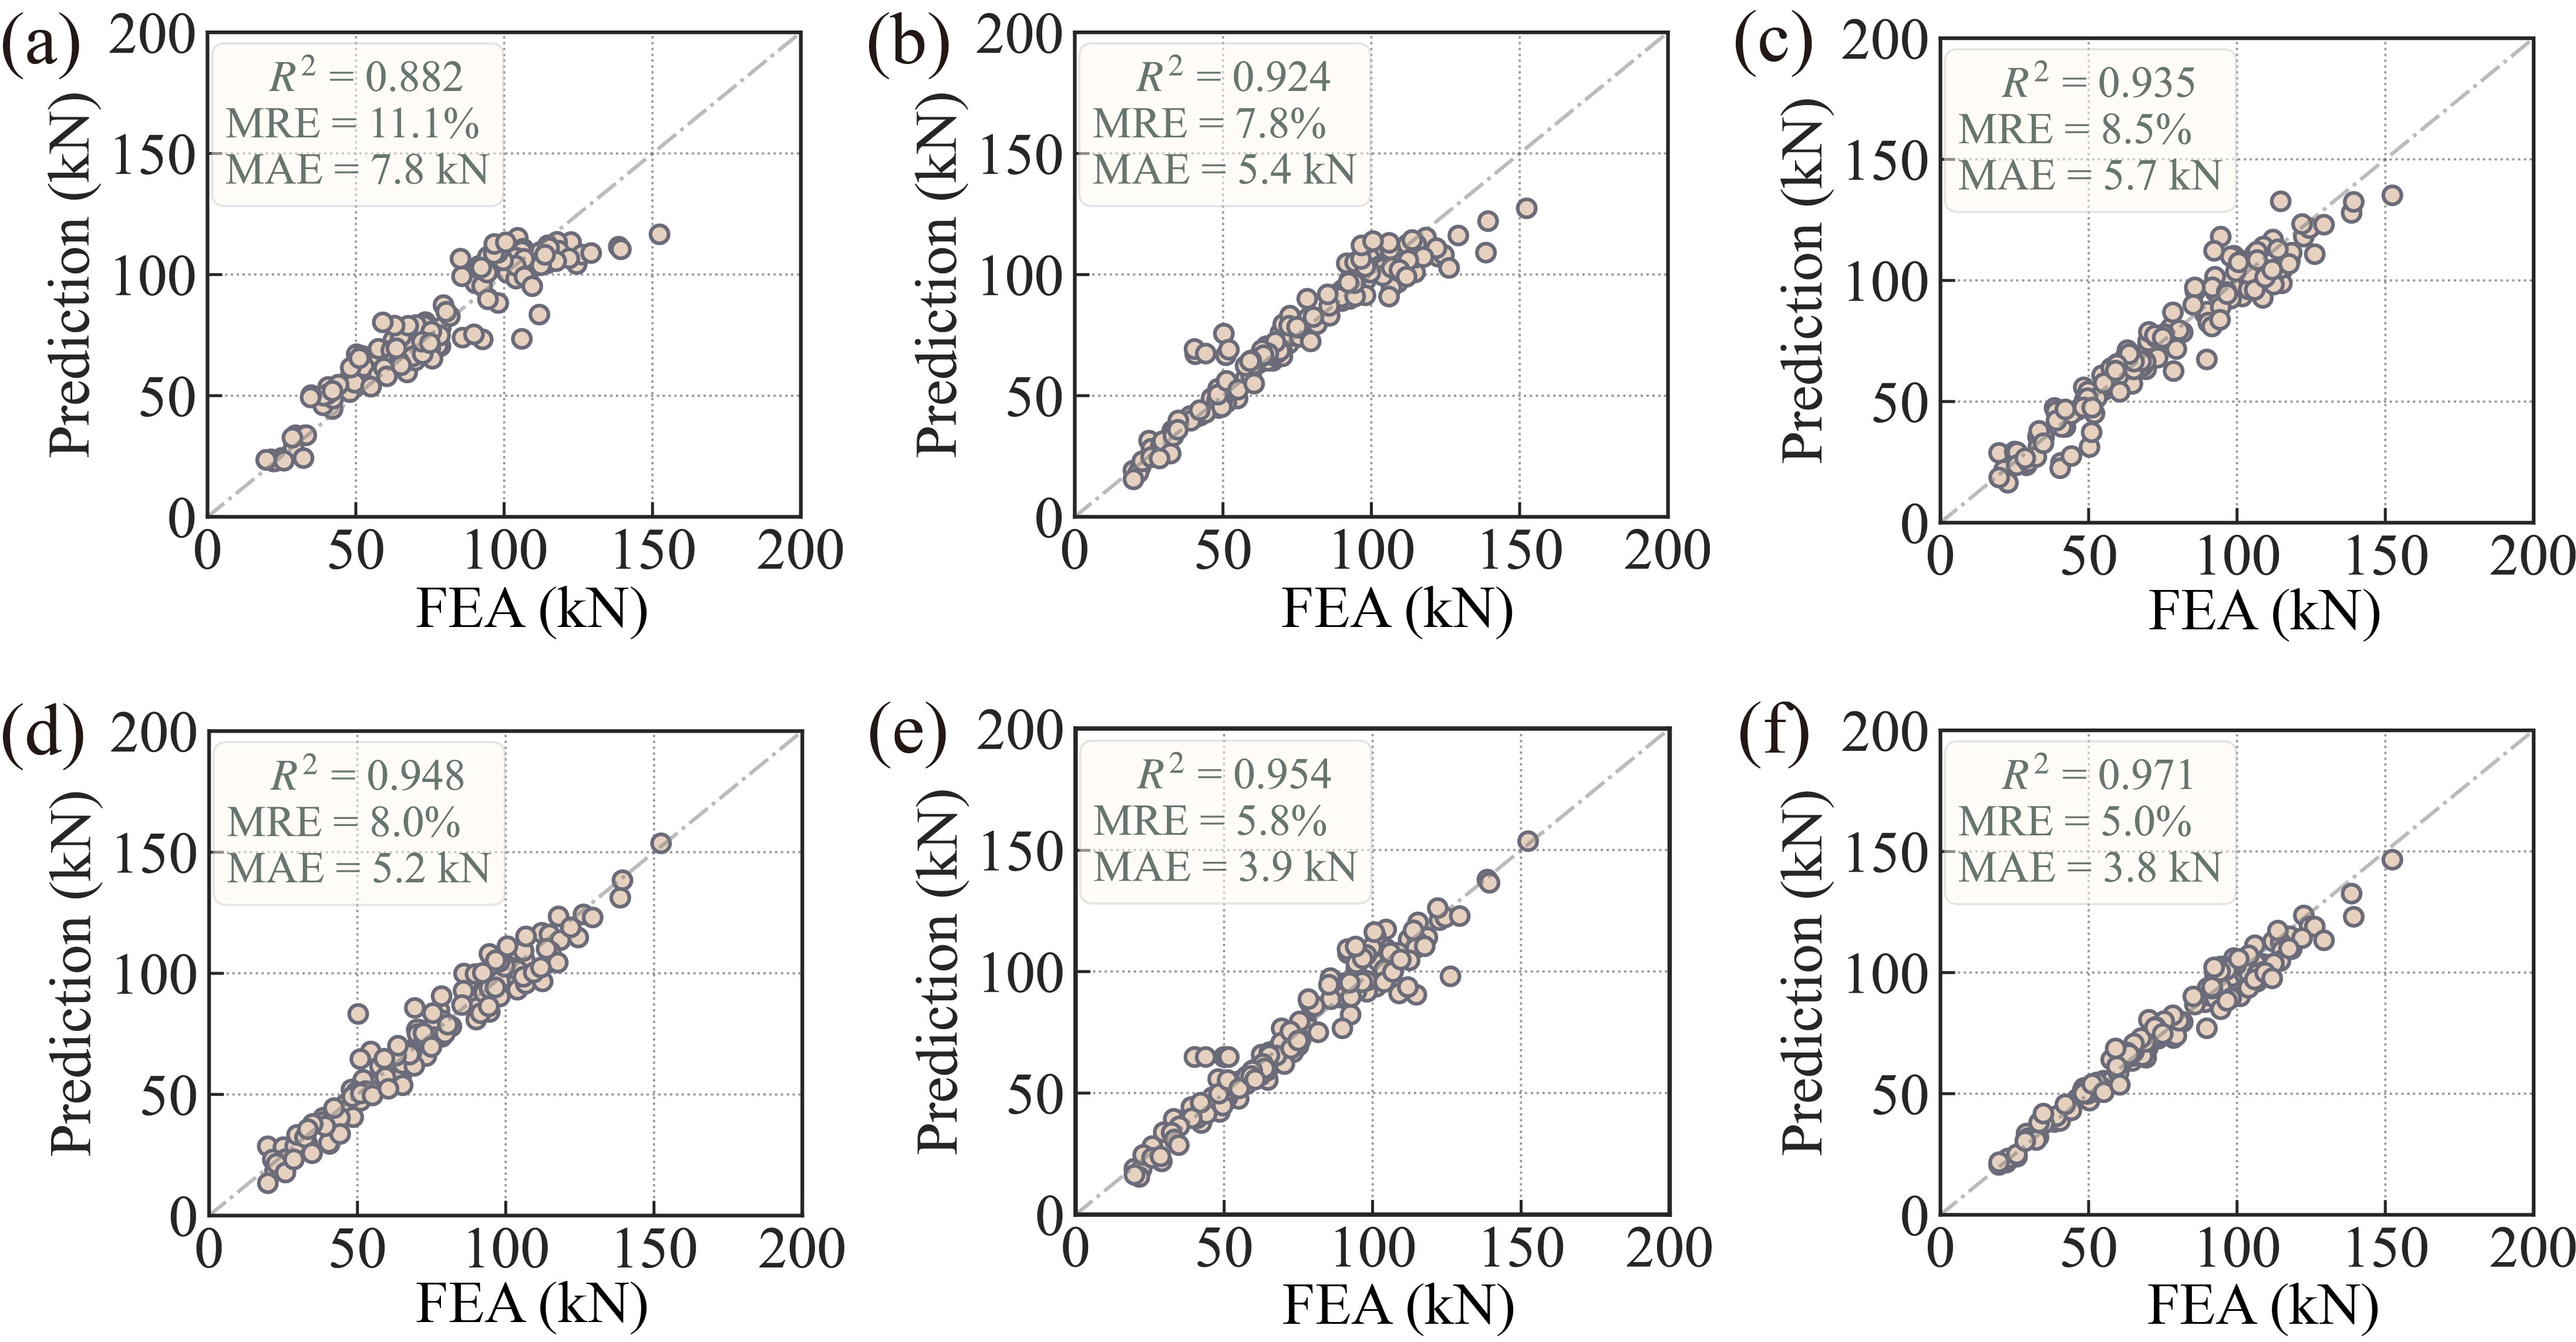 (a)
R² = 0.882
MRE = 11.1%
MAE = 7.8 kN
Prediction (kN)
200
150
100
50
0
0 50 100 150 200
FEA (kN)
(b)
R² = 0.924
MRE = 7.8%
MAE = 5.4 kN
Prediction (kN)
200
150
100
50
0
0 50 100 150 200
FEA (kN)
(c)
R² = 0.935
MRE = 8.5%
MAE = 5.7 kN
Prediction (kN)
200
150
100
50
0
0 50 100 150 200
FEA (kN)
(d)
R² = 0.948
MRE = 8.0%
MAE = 5.2 kN
Prediction (kN)
200
150
100
50
0
0 50 100 150 200
FEA (kN)
(e)
R² = 0.954
MRE = 5.8%
MAE = 3.9 kN
Prediction (kN)
200
150
100
50
0
0 50 100 150 200
FEA (kN)
(f)
R² = 0.971
MRE = 5.0%
MAE = 3.8 kN
Prediction (kN)
200
150
100
50
0
0 50 100 150 200
FEA (kN)